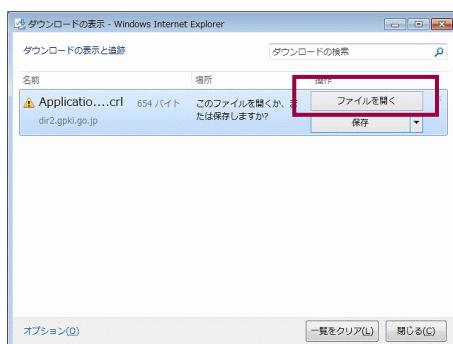 ダウンロードの表示 - Windows Internet Explorer
ダウンロードの表示と追跡
ダウンロードの検索
名前 場所 操作
Applicatio....crl 654 バイト このファイルを開くか、ま ファイルを開く
dir2.gpki.go.jp たは保存しますか? 保存
オプション(O) 一覧をクリア(L) 閉じる(C)